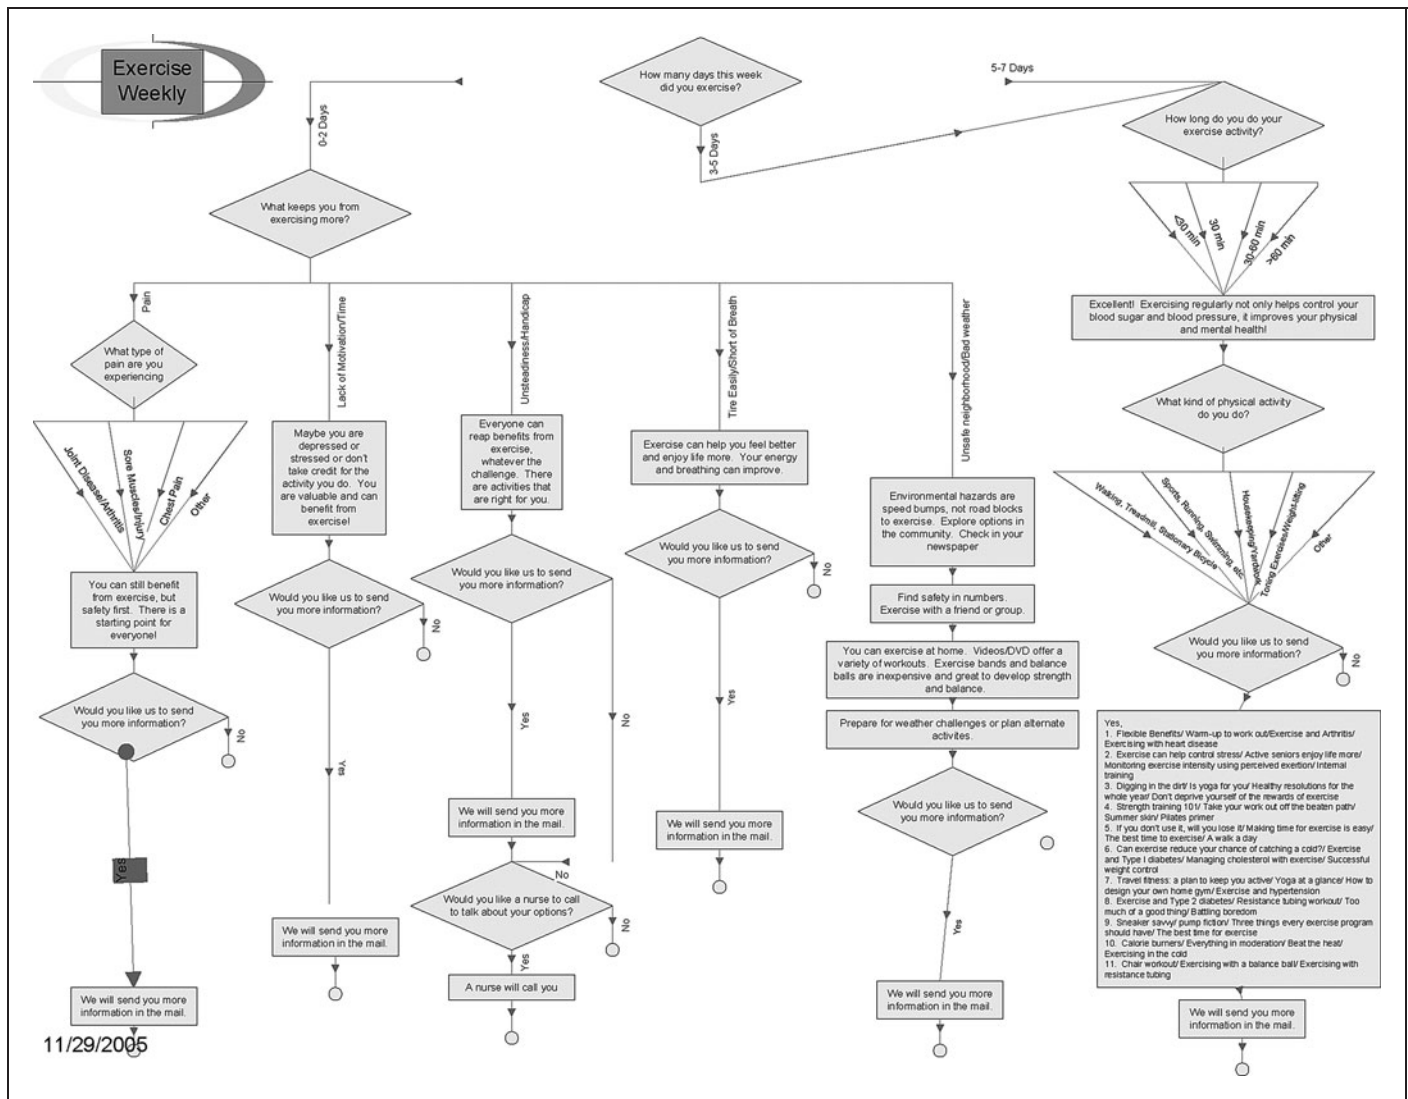 Exercise
Weekly
How many days this week
did you exercise?
0-2 Days
3-5 Days
5-7 Days
What keeps you from
exercising more?
Pain
Lack of Motivation/Time
Unsteadiness/Handicap
Tire Easily/Short of Breath
Unsafe neighborhood/Bad weather
What type of
pain are you
experiencing
Joint Disease/Arthritis
Sore Muscles/Injury
Chest Pain
Other
You can still benefit
from exercise, but
safety first. There is a
starting point for
everyone!
Would you like us to send
you more information?
No
Yes
We will send you more
information in the mail.
Maybe you are
depressed or
stressed or don't
take credit for the
activity you do. You
are valuable and can
benefit from
exercise!
Would you like us to send
you more information?
No
Yes
We will send you more
information in the mail.
Everyone can
reap benefits from
exercise,
whatever the
challenge. There
are activities that
are right for you.
Would you like us to send
you more information?
Yes
No
We will send you more
information in the mail.
No
Would you like a nurse to call
to talk about your options?
No
Yes
A nurse will call you
Exercise can help you feel better
and enjoy life more. Your energy
and breathing can improve.
Would you like us to send
you more information?
No
Yes
We will send you more
information in the mail.
Environmental hazards are
speed bumps, not road blocks
to exercise. Explore options in
the community. Check in your
newspaper
Find safety in numbers.
Exercise with a friend or group.
You can exercise at home. Videos/DVD offer a
variety of workouts. Exercise bands and balance
balls are inexpensive and great to develop strength
and balance.
Prepare for weather challenges or plan alternate
activites.
Would you like us to send
you more information?
Yes
We will send you more
information in the mail.
How long do you do your
exercise activity?
<30 min
30 min
30-60 min
>60 min
Excellent! Exercising regularly not only helps control your
blood sugar and blood pressure, it improves your physical
and mental health!
What kind of physical activity
do you do?
Walking, Treadmill, Stationary Bicycle
Sports, Running, Swimming, etc
Housekeeping/Yardwork
Toning Exercises/Weight-lifting
Other
Would you like us to send
you more information?
No
Yes,
1. Flexible Benefits/ Warm-up to work out/Exercise and Arthritis/
Exercising with heart disease
2. Exercise can help control stress/ Active seniors enjoy life more/
Monitoring exercise intensity using perceived exertion/ Internal
training
3. Digging in the dirt/ Is yoga for you/ Healthy resolutions for the
whole year/ Don't deprive yourself of the rewards of exercise
4. Strength training 101/ Take your work out off the beaten path/
Summer skin/ Pilates primer
5. If you don't use it, will you lose it/ Making time for exercise is easy/
The best time to exercise/ A walk a day
6. Can exercise reduce your chance of catching a cold?/ Exercise
and Type I diabetes/ Managing cholesterol with exercise/ Successful
weight control
7. Travel fitness: a plan to keep you active/ Yoga at a glance/ How to
design your own home gym/ Exercise and hypertension
8. Exercise and Type 2 diabetes/ Resistance tubing workout/ Too
much of a good thing/ Battling boredom
9. Sneaker savvy/ pump fiction/ Three things every exercise program
should have/ The best time for exercise
10. Calorie burners/ Everything in moderation/ Beat the heat/
Exercising in the cold
11. Chair workout/ Exercising with a balance ball/ Exercising with
resistance tubing
We will send you more
information in the mail.
11/29/2005